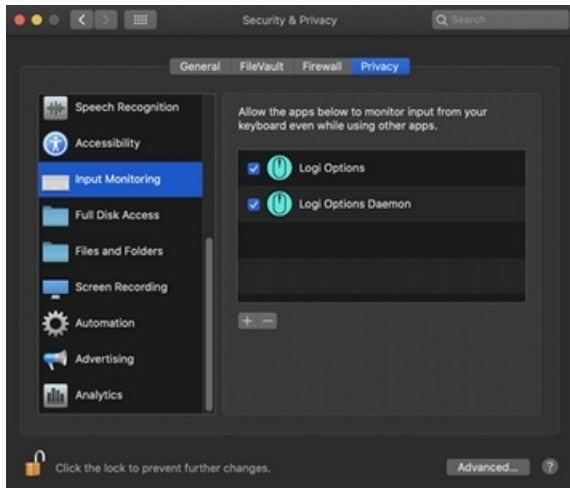 Security & Privacy
Search
General
FileVault
Firewall
Privacy
Speech Recognition
Accessibility
Input Monitoring
Full Disk Access
Files and Folders
Screen Recording
Automation
Advertising
Analytics
Allow the apps below to monitor input from your
keyboard even while using other apps.
Logi Options
Logi Options Daemon
+ −
Click the lock to prevent further changes.
Advanced...
?